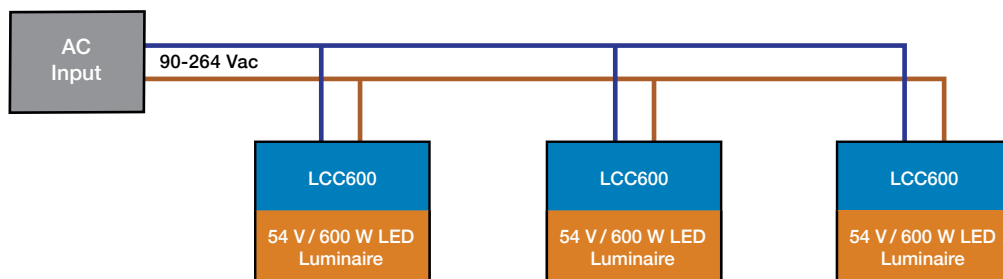 AC
Input
90-264 Vac
LCC600
LCC600
LCC600
54 V / 600 W LED
Luminaire
54 V / 600 W LED
Luminaire
54 V / 600 W LED
Luminaire